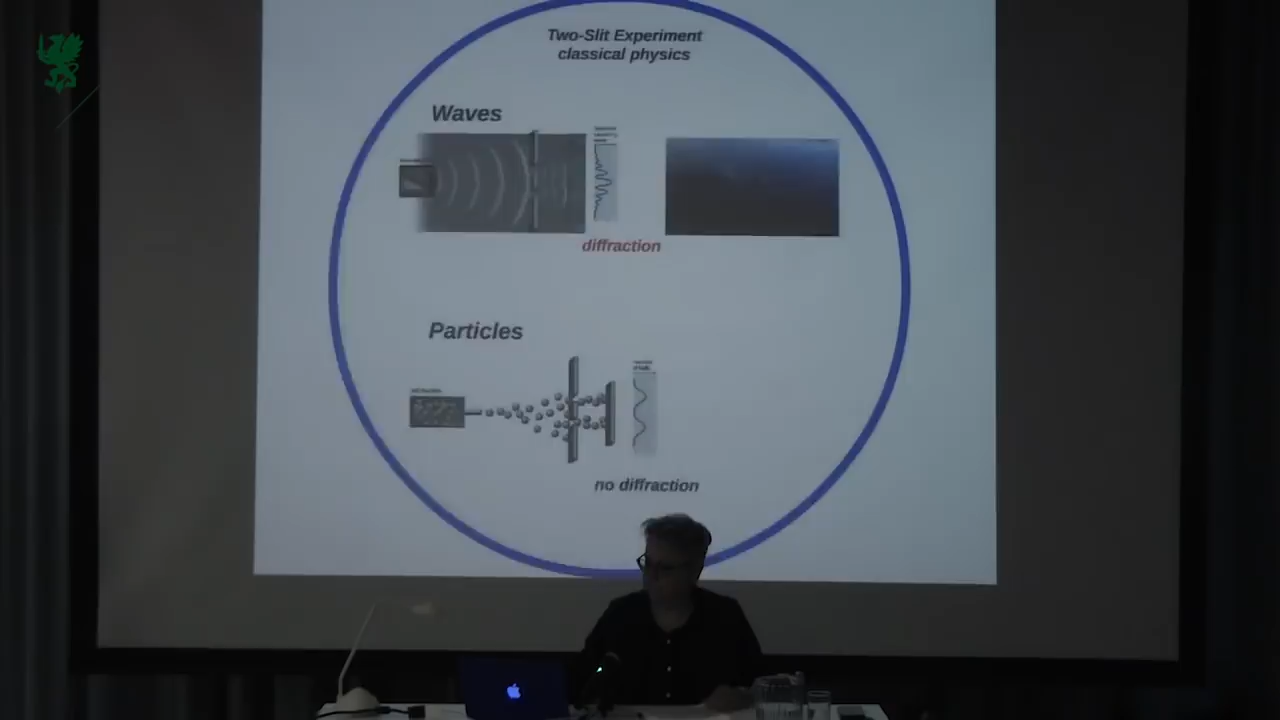 Two-Slit Experiment
classical physics
Waves
diffraction
Particles
no diffraction